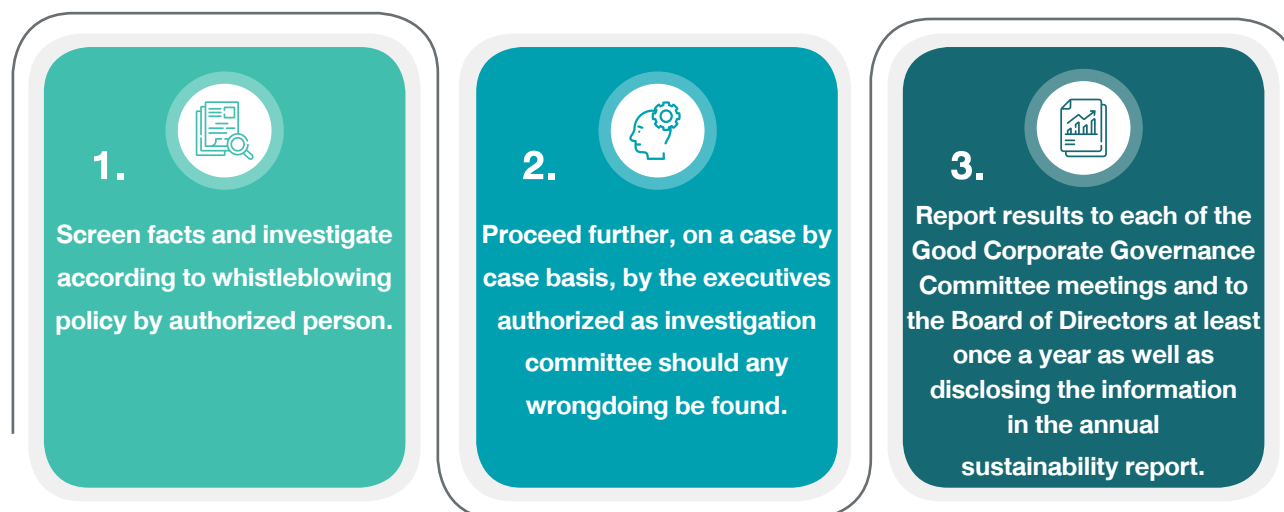 1.
Screen facts and investigate
according to whistleblowing
policy by authorized person.
2.
Proceed further, on a case by
case basis, by the executives
authorized as investigation
committee should any
wrongdoing be found.
3.
Report results to each of the
Good Corporate Governance
Committee meetings and to
the Board of Directors at least
once a year as well as
disclosing the information
in the annual
sustainability report.